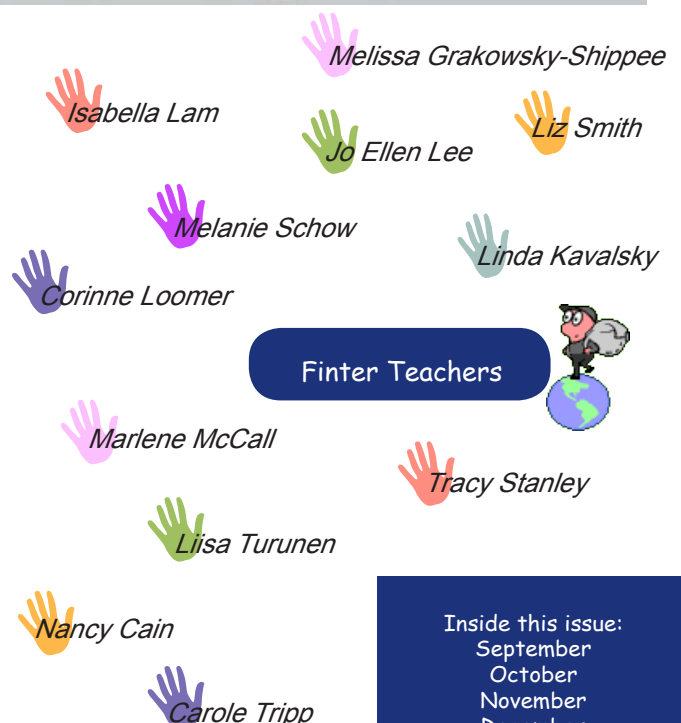 Melissa Grakowsky-Shippee
Isabella Lam
Liz Smith
Jo Ellen Lee
Melanie Schow
Linda Kavalsky
Corinne Loomer
Finter Teachers
Marlene McCall
Tracy Stanley
Liisa Turunen
Nancy Cain
Carole Tripp
Inside this issue:
September
October
November